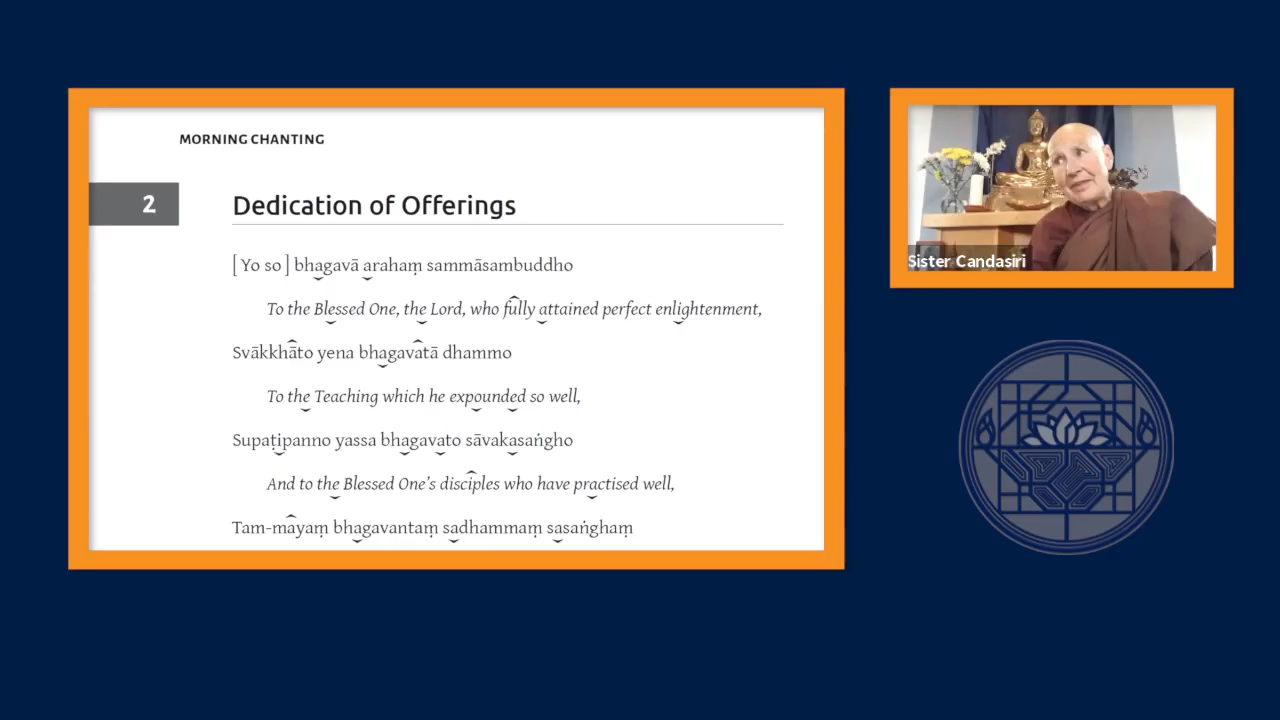 MORNING CHANTING
2
Dedication of Offerings
[ Yo so ] bhagavā arahaṃ sammāsambuddho
To the Blessed One, the Lord, who fully attained perfect enlightenment,
Svākkhāto yena bhagavatā dhammo
To the Teaching which he expounded so well,
Supaṭipanno yassa bhagavato sāvakasaṅgho
And to the Blessed One's disciples who have practised well,
Tam-mayaṃ bhagavantaṃ sadhammaṃ sasaṅghaṃ
Sister Candasiri